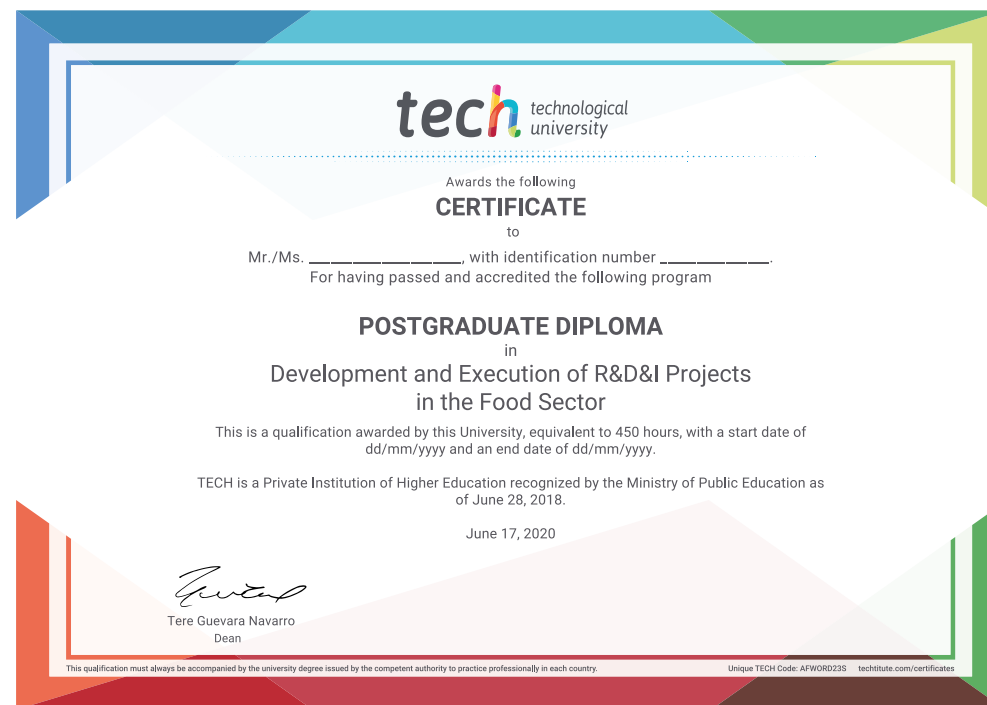 tech technological
university
Awards the following
CERTIFICATE
to
Mr./Ms. ______________, with identification number __________.
For having passed and accredited the following program
POSTGRADUATE DIPLOMA
in
Development and Execution of R&D&I Projects
in the Food Sector
This is a qualification awarded by this University, equivalent to 450 hours, with a start date of
dd/mm/yyyy and an end date of dd/mm/yyyy.
TECH is a Private Institution of Higher Education recognized by the Ministry of Public Education as
of June 28, 2018.
June 17, 2020
Tere Guevara Navarro
Dean
This qualification must always be accompanied by the university degree issued by the competent authority to practice professionally in each country. Unique TECH Code: AFWORD23S techtitute.com/certificates